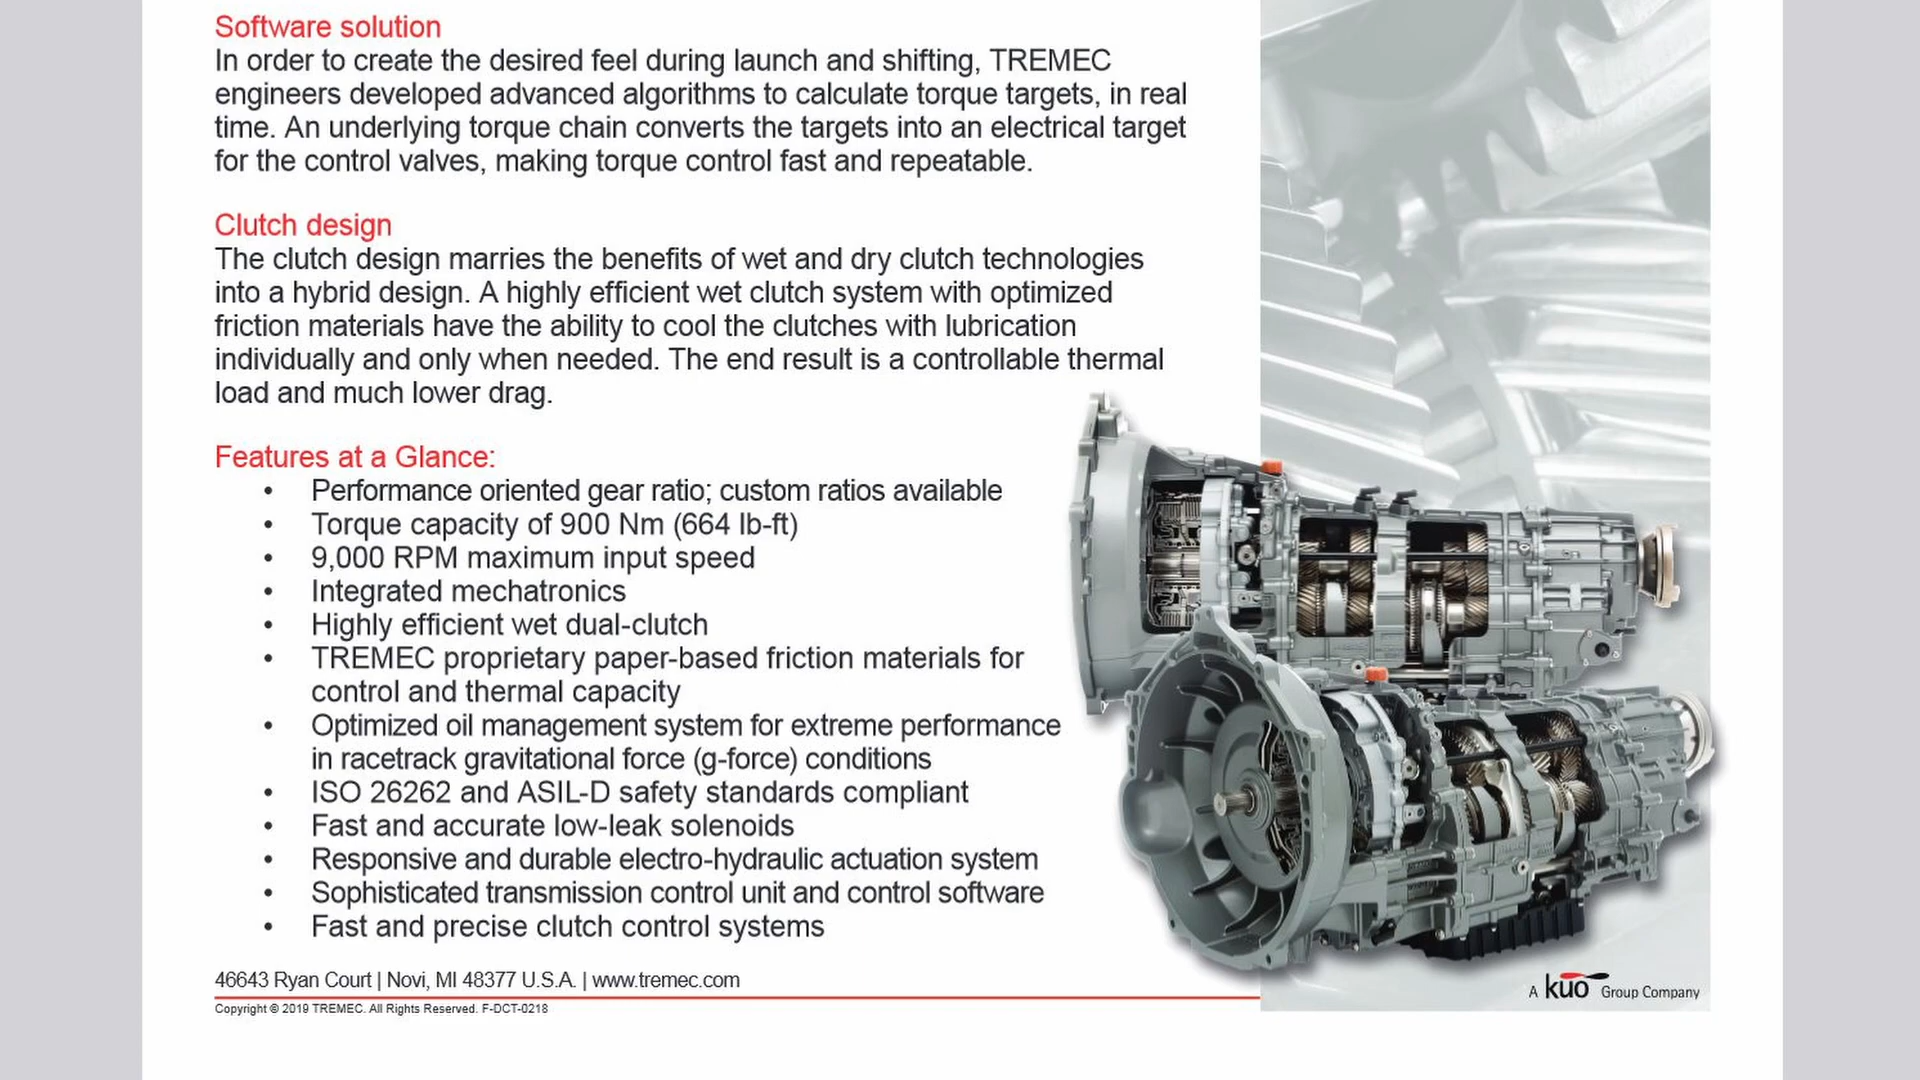 Software solution
In order to create the desired feel during launch and shifting, TREMEC
engineers developed advanced algorithms to calculate torque targets, in real
time. An underlying torque chain converts the targets into an electrical target
for the control valves, making torque control fast and repeatable.
Clutch design
The clutch design marries the benefits of wet and dry clutch technologies
into a hybrid design. A highly efficient wet clutch system with optimized
friction materials have the ability to cool the clutches with lubrication
individually and only when needed. The end result is a controllable thermal
load and much lower drag.
Features at a Glance:
• Performance oriented gear ratio; custom ratios available
• Torque capacity of 900 Nm (664 lb-ft)
• 9,000 RPM maximum input speed
• Integrated mechatronics
• Highly efficient wet dual-clutch
• TREMEC proprietary paper-based friction materials for
control and thermal capacity
• Optimized oil management system for extreme performance
in racetrack gravitational force (g-force) conditions
• ISO 26262 and ASIL-D safety standards compliant
• Fast and accurate low-leak solenoids
• Responsive and durable electro-hydraulic actuation system
• Sophisticated transmission control unit and control software
• Fast and precise clutch control systems
46643 Ryan Court | Novi, MI 48377 U.S.A. | www.tremec.com
Copyright © 2019 TREMEC. All Rights Reserved. F-DCT-0218
A kuo Group Company